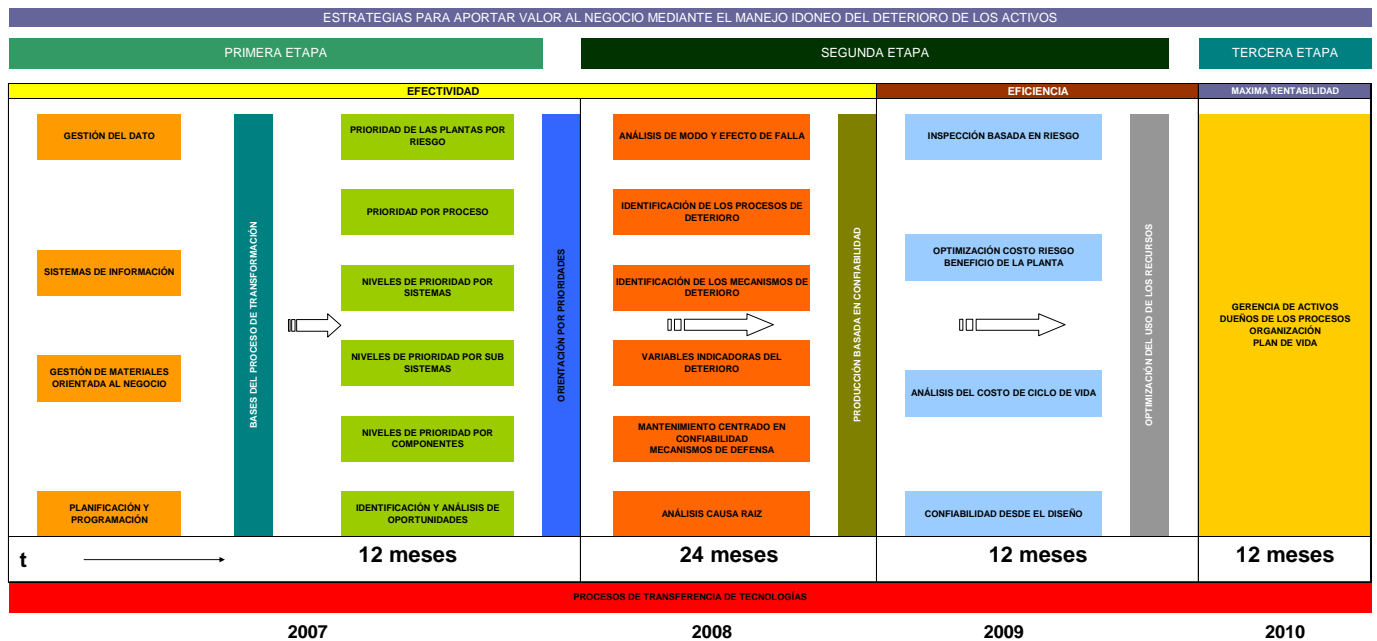 ESTRATEGIAS PARA APORTAR VALOR AL NEGOCIO MEDIANTE EL MANEJO IDONEO DEL DETERIORO DE LOS ACTIVOS
PRIMERA ETAPA
SEGUNDA ETAPA
TERCERA ETAPA
EFECTIVIDAD
EFICIENCIA
MAXIMA RENTABILIDAD
GESTIÓN DEL DATO
SISTEMAS DE INFORMACIÓN
GESTIÓN DE MATERIALES
ORIENTADA AL NEGOCIO
PLANIFICACIÓN Y
PROGRAMACIÓN
BASES DEL PROCESO DE TRANSFORMACIÓN
PRIORIDAD DE LAS PLANTAS POR
RIESGO
PRIORIDAD POR PROCESO
NIVELES DE PRIORIDAD POR
SISTEMAS
NIVELES DE PRIORIDAD POR SUB
SISTEMAS
NIVELES DE PRIORIDAD POR
COMPONENTES
IDENTIFICACIÓN Y ANÁLISIS DE
OPORTUNIDADES
ORIENTACIÓN POR PRIORIDADES
ANÁLISIS DE MODO Y EFECTO DE FALLA
IDENTIFICACIÓN DE LOS PROCESOS DE
DETERIORO
IDENTIFICACIÓN DE LOS MECANISMOS DE
DETERIORO
VARIABLES INDICADORAS DEL
DETERIORO
MANTENIMIENTO CENTRADO EN
CONFIABILIDAD
MECANISMOS DE DEFENSA
ANÁLISIS CAUSA RAIZ
PRODUCCIÓN BASADA EN CONFIABILIDAD
INSPECCIÓN BASADA EN RIESGO
OPTIMIZACIÓN COSTO RIESGO
BENEFICIO DE LA PLANTA
ANÁLISIS DEL COSTO DE CICLO DE VIDA
CONFIABILIDAD DESDE EL DISEÑO
OPTIMIZACIÓN DEL USO DE LOS RECURSOS
GERENCIA DE ACTIVOS
DUEÑOS DE LOS PROCESOS
ORGANIZACIÓN
PLAN DE VIDA
t
12 meses
24 meses
12 meses
12 meses
PROCESOS DE TRANSFERENCIA DE TECNOLOGÍAS
2007
2008
2009
2010